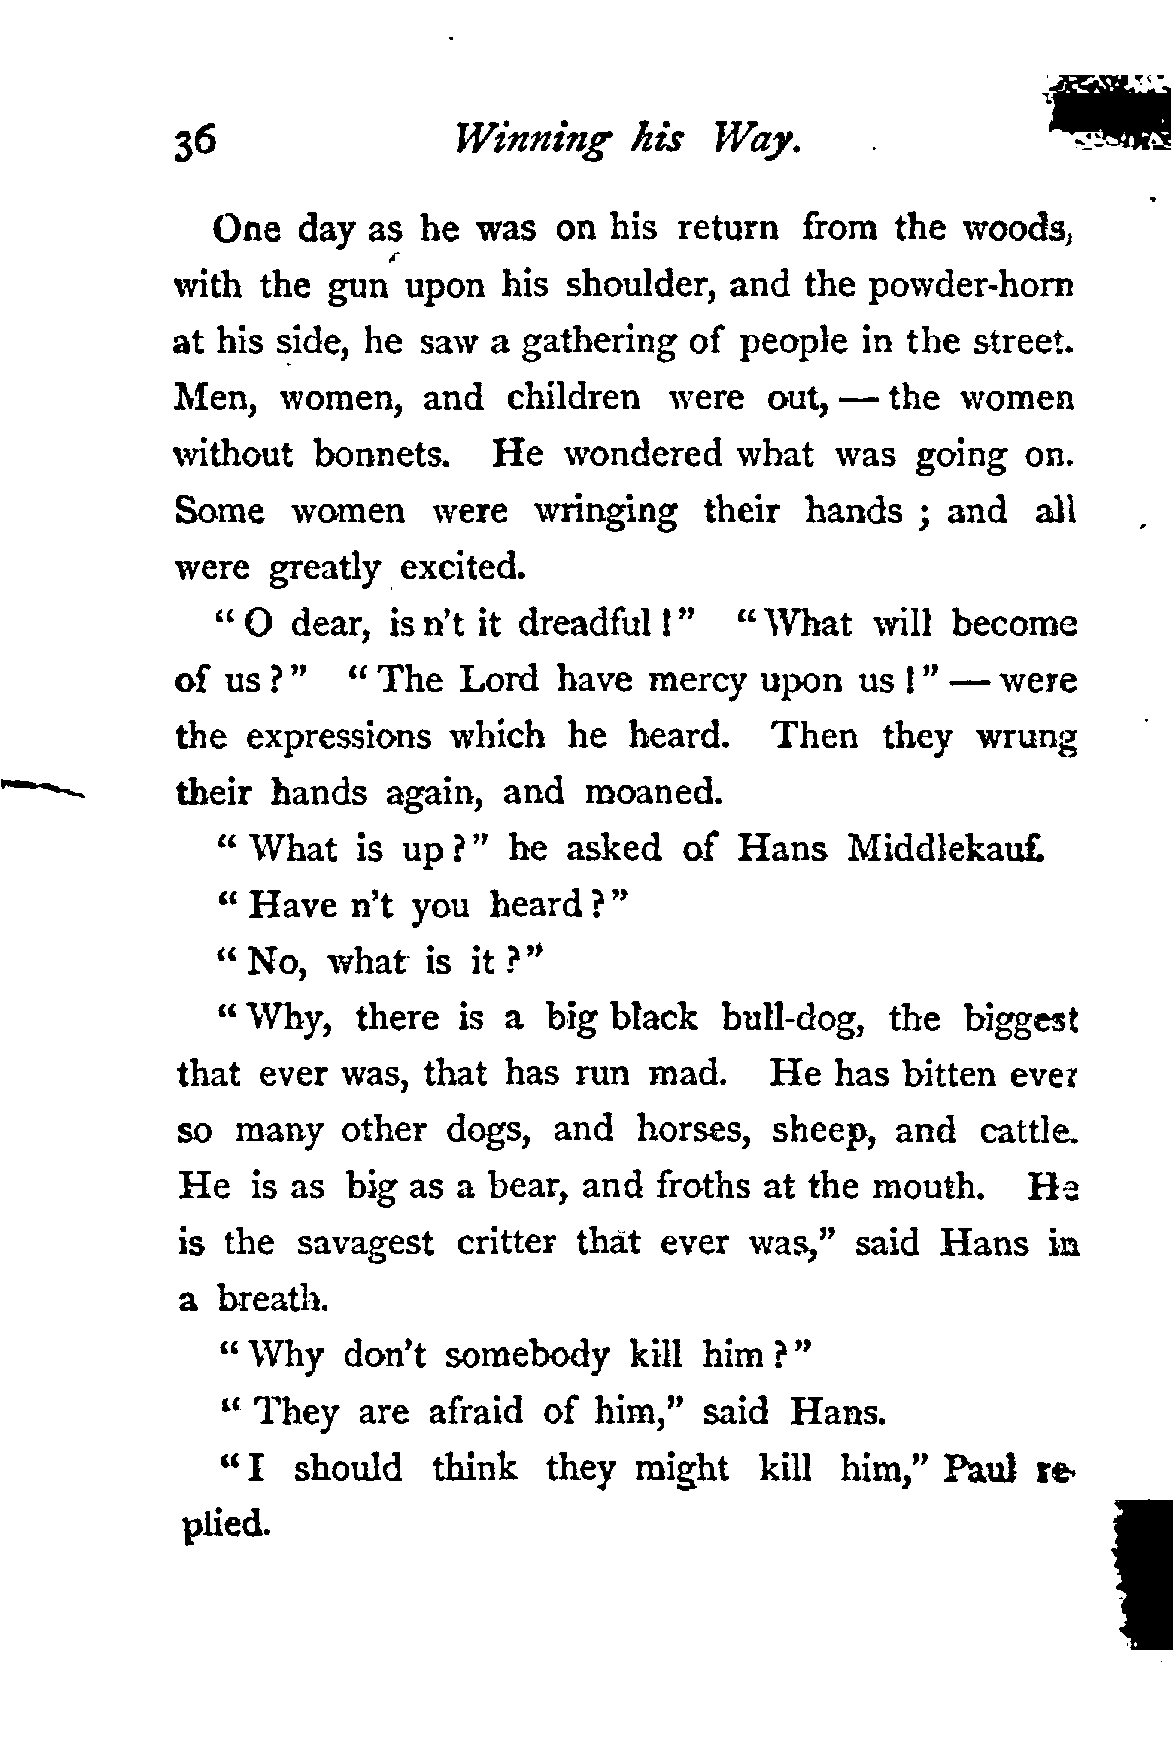 36 Winning his Way.
One day as he was on his return from the woods,
with the gun upon his shoulder, and the powder-horn
at his side, he saw a gathering of people in the street.
Men, women, and children were out, — the women
without bonnets. He wondered what was going on.
Some women were wringing their hands ; and all
were greatly excited.
“ O dear, is n’t it dreadful !” “ What will become
of us ? ” “ The Lord have mercy upon us ! ” — were
the expressions which he heard. Then they wrung
their hands again, and moaned.
“ What is up ? ” he asked of Hans Middlekauf.
“ Have n’t you heard ? ”
“ No, what is it ? ”
“ Why, there is a big black bull-dog, the biggest
that ever was, that has run mad. He has bitten ever
so many other dogs, and horses, sheep, and cattle.
He is as big as a bear, and froths at the mouth. He
is the savagest critter that ever was,” said Hans in
a breath.
“ Why don’t somebody kill him ? ”
“ They are afraid of him,” said Hans.
“ I should think they might kill him,” Paul re-
plied.